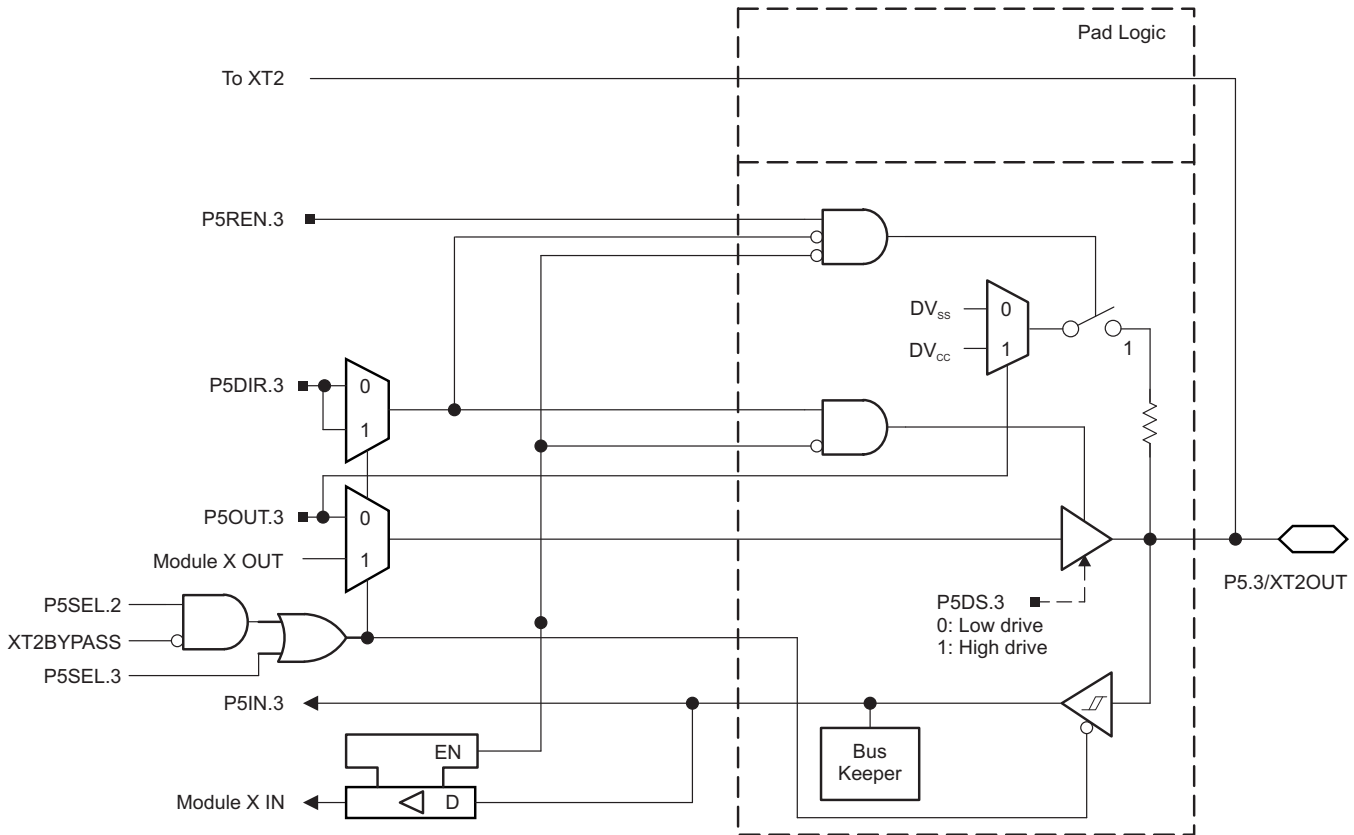 Pad Logic
To XT2
P5REN.3
DVSS
0
DVCC
1
1
P5DIR.3
0
1
P5OUT.3
0
Module X OUT
1
P5.3/XT2OUT
P5SEL.2
P5DS.3
0: Low drive
1: High drive
XT2BYPASS
P5SEL.3
P5IN.3
EN
Bus
Keeper
Module X IN
D